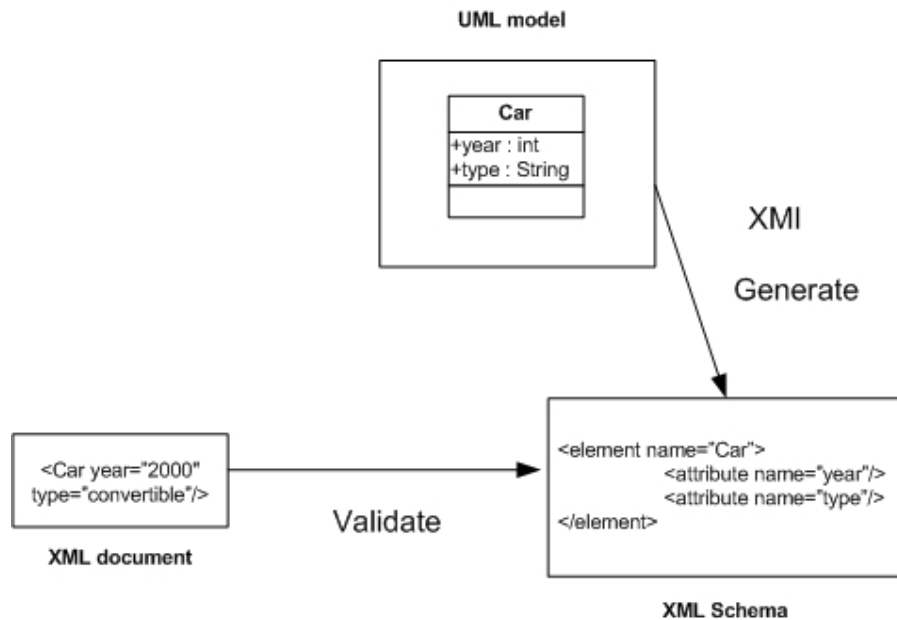 UML model
Car
+year : int
+type : String
XMI
Generate
<element name="Car">
<attribute name="year"/>
<attribute name="type"/>
</element>
XML Schema
<Car year="2000"
type="convertible"/>
XML document
Validate